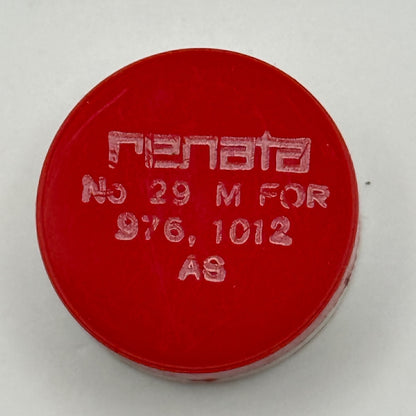 renata
No 29 M FOR
976, 1012
AS